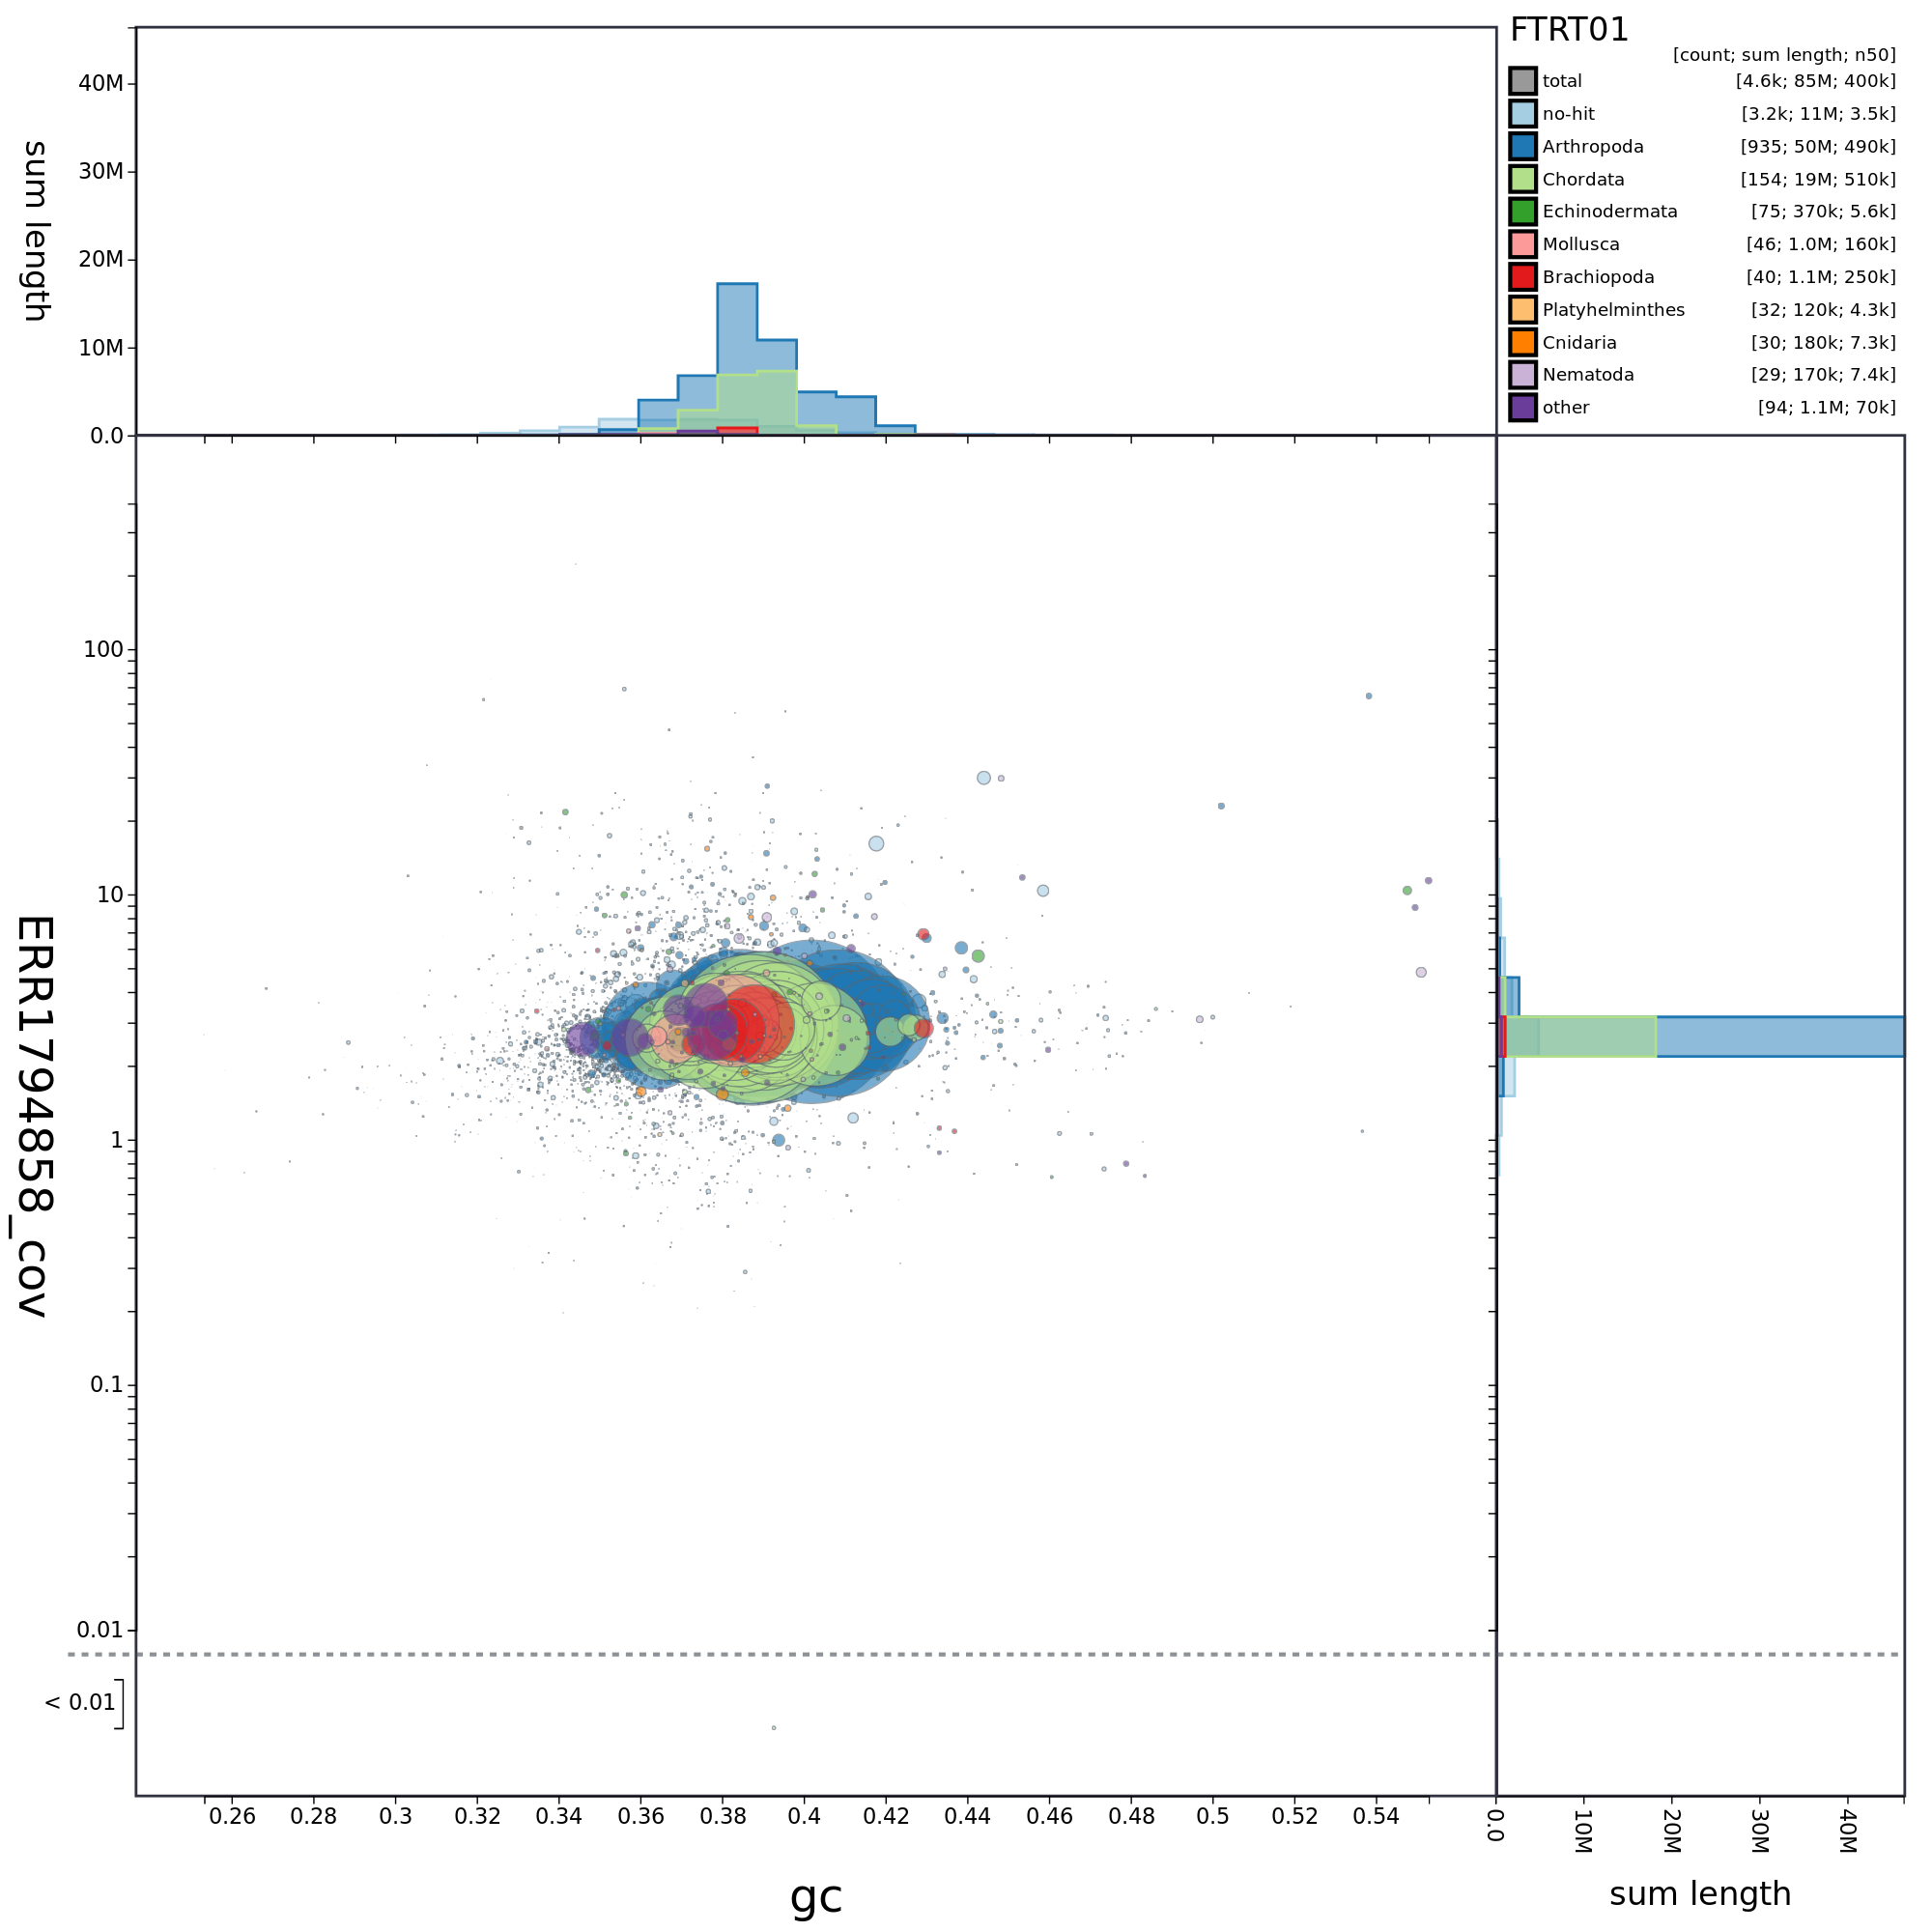 FTRT01
[count; sum length; n50]
total [4.6k; 85M; 400k]
no-hit [3.2k; 11M; 3.5k]
Arthropoda [935; 50M; 490k]
Chordata [154; 19M; 510k]
Echinodermata [75; 370k; 5.6k]
Mollusca [46; 1.0M; 160k]
Brachiopoda [40; 1.1M; 250k]
Platyhelminthes [32; 120k; 4.3k]
Cnidaria [30; 180k; 7.3k]
Nematoda [29; 170k; 7.4k]
other [94; 1.1M; 70k]
sum length
40M
30M
20M
10M
0.0
ERR1794858_cov
100
10
1
0.1
0.01
< 0.01
0.26 0.28 0.3 0.32 0.34 0.36 0.38 0.4 0.42 0.44 0.46 0.48 0.5 0.52 0.54
gc
0.0 10M 20M 30M 40M
sum length